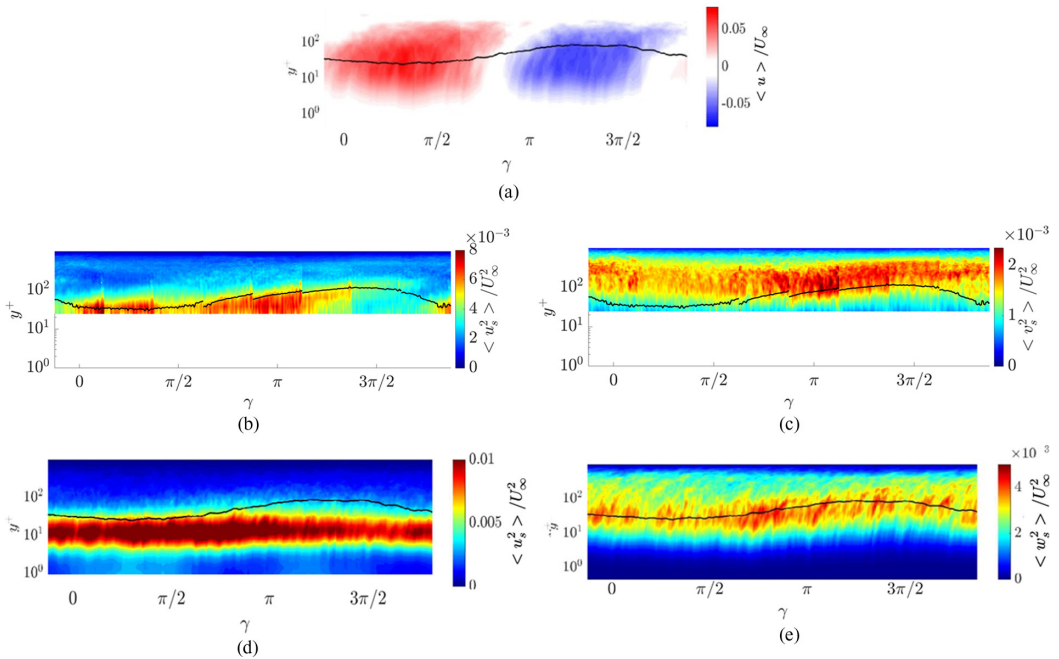 10²
10¹
10⁰
y⁺
0 π/2 π 3π/2
γ
0.05
0
-0.05
< u > /U∞
(a)
10²
10¹
10⁰
y⁺
0 π/2 π 3π/2
γ
×10⁻³
8
6
4
2
0
< u²ₛ > /U²∞
(b)
10²
10¹
10⁰
y⁺
0 π/2 π 3π/2
γ
×10⁻³
2
1
0
< v²ₛ > /U²∞
(c)
10²
10¹
10⁰
y⁺
0 π/2 π 3π/2
γ
0.01
0.005
0
< u²ₛ > /U²∞
(d)
10²
10¹
10⁰
0 π/2 π 3π/2
γ
×10 ³
4
2
0
< w²ₛ > /U²∞
(e)